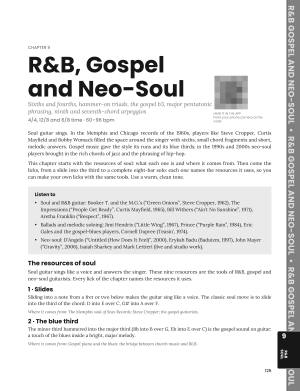 CHAPTER 9
R&B, Gospel
and Neo-Soul
Sixths and fourths, hammer-on triads, the gospel b3, major pentatonic
phrasing, ninth and seventh-chord arpeggios
4/4, 12/8 and 6/8 time · 60–96 bpm
Soul guitar sings. In the Memphis and Chicago records of the 1960s, players like Steve Cropper, Curtis
Mayfield and Bobby Womack filled the space around the singer with sixths, small chord fragments and short,
melodic answers. Gospel music gave the style its runs and its blue thirds; in the 1990s and 2000s neo-soul
players brought in the rich chords of jazz and the phrasing of hip-hop.
This chapter starts with the resources of soul: what each one is and where it comes from. Then come the
licks, from a slide into the third to a complete eight-bar solo; each one names the resources it uses, so you
can make your own licks with the same tools. Use a warm, clean tone.
Listen to
• Soul and R&B guitar: Booker T. and the M.G.'s ("Green Onions", Steve Cropper, 1962), The
Impressions ("People Get Ready", Curtis Mayfield, 1965), Bill Withers ("Ain't No Sunshine", 1971),
Aretha Franklin ("Respect", 1967).
• Ballads and melodic soloing: Jimi Hendrix ("Little Wing", 1967), Prince ("Purple Rain", 1984), Eric
Gales and the gospel-blues players, Cornell Dupree (Teasin', 1974).
• Neo-soul: D'Angelo ("Untitled (How Does It Feel)", 2000), Erykah Badu (Baduizm, 1997), John Mayer
("Gravity", 2006), Isaiah Sharkey and Mark Lettieri (live and studio work).
The resources of soul
Soul guitar sings like a voice and answers the singer. These nine resources are the tools of R&B, gospel and
neo-soul guitarists. Every lick of the chapter names the resources it uses.
1 · Slides
Sliding into a note from a fret or two below makes the guitar sing like a voice. The classic soul move is to slide
into the third of the chord: D into E over C, G# into A over F.
Where it comes from: The Memphis soul of Stax Records: Steve Cropper; the gospel guitarists.
2 · The blue third
The minor third hammered into the major third (Bb into B over G, Eb into E over C) is the gospel sound on guitar:
a touch of the blues inside a bright, major melody.
Where it comes from: Gospel piano and the blues; the bridge between church music and R&B.
125
R&B GOSPEL AND NEO-SOUL • R&B GOSPEL AND NEO-SOUL • R&B GOSPEL AND NEO-SOUL
9